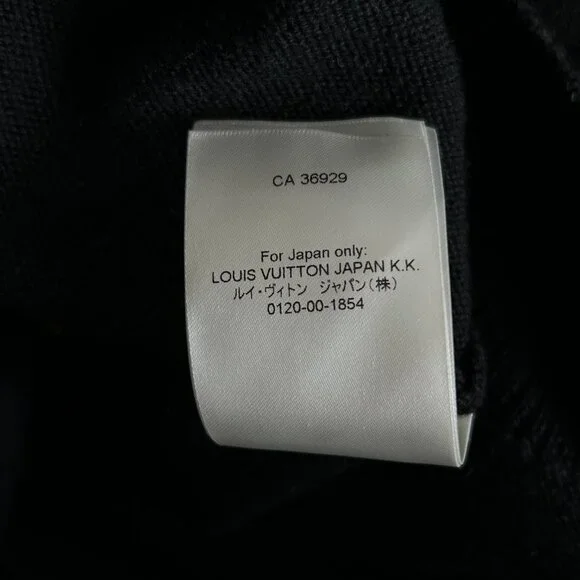 CA 36929
For Japan only:
LOUIS VUITTON JAPAN K.K.
ルイ・ヴィトン ジャパン(株)
0120-00-1854